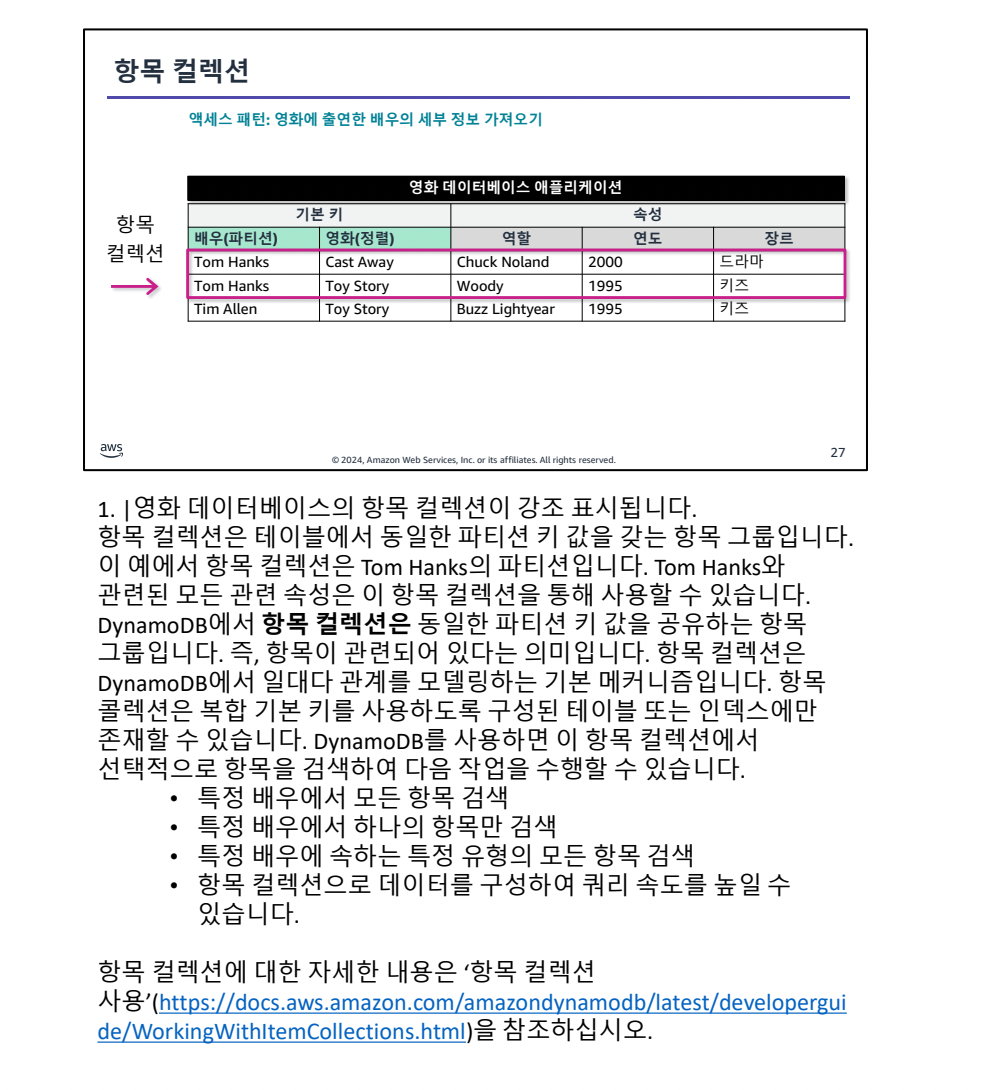 항목 컬렉션
액세스 패턴: 영화에 출연한 배우의 세부 정보 가져오기
영화 데이터베이스 애플리케이션
항목
컬렉션
기본 키 속성
배우(파티션) 영화(정렬) 역할 연도 장르
Tom Hanks Cast Away Chuck Noland 2000 드라마
Tom Hanks Toy Story Woody 1995 키즈
Tim Allen Toy Story Buzz Lightyear 1995 키즈
aws
© 2024, Amazon Web Services, Inc. or its affiliates. All rights reserved.
27
1. |영화 데이터베이스의 항목 컬렉션이 강조 표시됩니다.
항목 컬렉션은 테이블에서 동일한 파티션 키 값을 갖는 항목 그룹입니다.
이 예에서 항목 컬렉션은 Tom Hanks의 파티션입니다. Tom Hanks와
관련된 모든 관련 속성은 이 항목 컬렉션을 통해 사용할 수 있습니다.
DynamoDB에서 항목 컬렉션은 동일한 파티션 키 값을 공유하는 항목
그룹입니다. 즉, 항목이 관련되어 있다는 의미입니다. 항목 컬렉션은
DynamoDB에서 일대다 관계를 모델링하는 기본 메커니즘입니다. 항목
콜렉션은 복합 기본 키를 사용하도록 구성된 테이블 또는 인덱스에만
존재할 수 있습니다. DynamoDB를 사용하면 이 항목 컬렉션에서
선택적으로 항목을 검색하여 다음 작업을 수행할 수 있습니다.
• 특정 배우에서 모든 항목 검색
• 특정 배우에서 하나의 항목만 검색
• 특정 배우에 속하는 특정 유형의 모든 항목 검색
• 항목 컬렉션으로 데이터를 구성하여 쿼리 속도를 높일 수
있습니다.
항목 컬렉션에 대한 자세한 내용은 ‘항목 컬렉션
사용’(https://docs.aws.amazon.com/amazondynamodb/latest/developergui
de/WorkingWithItemCollections.html)을 참조하십시오.